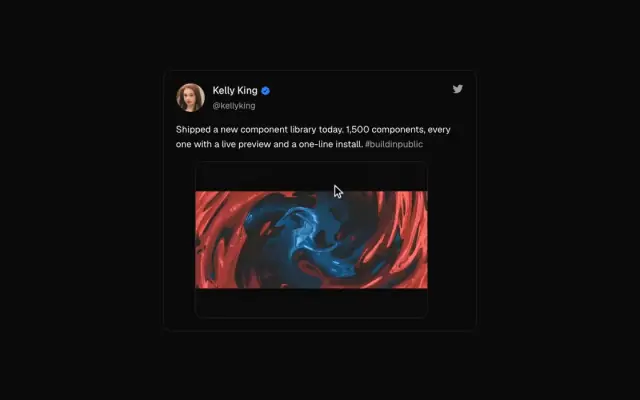 Kelly King
@kellyking
Shipped a new component library today. 1,500 components, every
one with a live preview and a one-line install. #buildinpublic